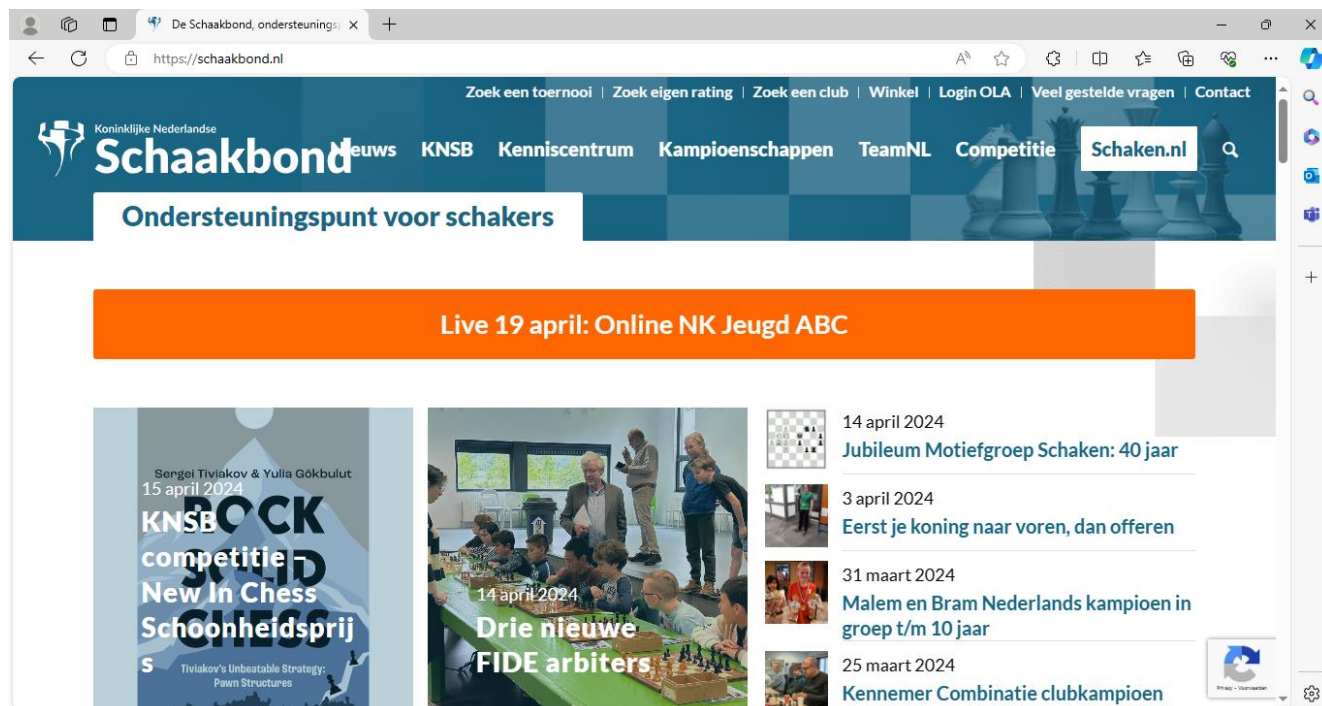 De Schaakbond, ondersteunings
https://schaakbond.nl
Zoek een toernooi | Zoek eigen rating | Zoek een club | Winkel | Login OLA | Veel gestelde vragen | Contact
Koninklijke Nederlandse
Schaakbond
Nieuws KNSB Kenniscentrum Kampioenschappen TeamNL Competitie Schaken.nl
Ondersteuningspunt voor schakers
Live 19 april: Online NK Jeugd ABC
Sergei Tiviakov & Yulia Gökbulut
15 april 2024
ROCK
SOLID
CHESS
KNSB
competitie –
New In Chess
Schoonheidsprij
s
Tiviakov's Unbeatable Strategy:
Pawn Structures
14 april 2024
Drie nieuwe
FIDE arbiters
14 april 2024
Jubileum Motiefgroep Schaken: 40 jaar
3 april 2024
Eerst je koning naar voren, dan offeren
31 maart 2024
Malem en Bram Nederlands kampioen in
groep t/m 10 jaar
25 maart 2024
Kennemer Combinatie clubkampioen
Privacy - Voorwaarden